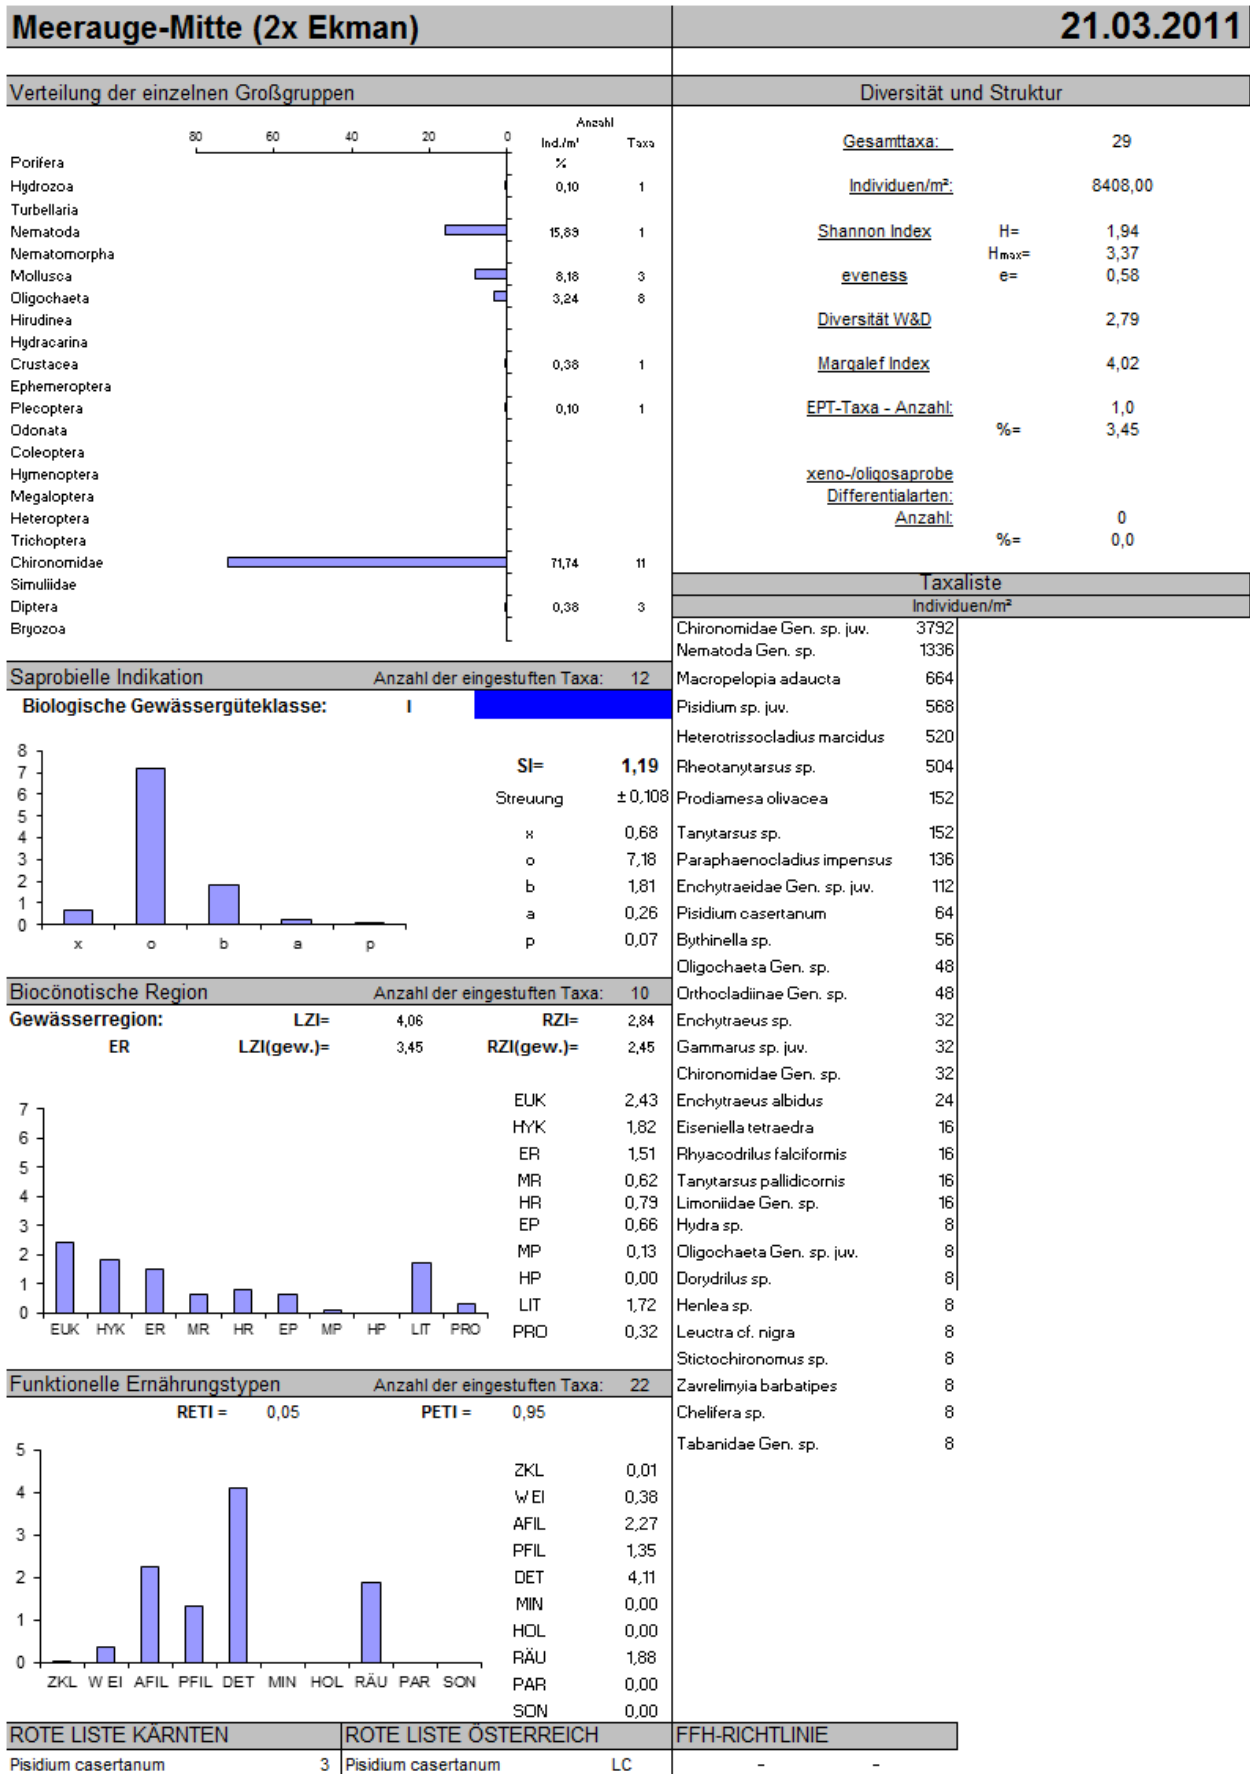 Meerauge-Mitte (2x Ekman) 21.03.2011
Verteilung der einzelnen Großgruppen
Anzahl
80 60 40 20 0 Ind./m² Taxa
Porifera %
Hydrozoa 0,10 1
Turbellaria
Nematoda 15,89 1
Nematomorpha
Mollusca 8,18 3
Oligochaeta 3,24 8
Hirudinea
Hydracarina
Crustacea 0,38 1
Ephemeroptera
Plecoptera 0,10 1
Odonata
Coleoptera
Hymenoptera
Megaloptera
Heteroptera
Trichoptera
Chironomidae 71,74 11
Simuliidae
Diptera 0,38 3
Bryozoa
Diversität und Struktur
Gesamttaxa: 29
Individuen/m²: 8408,00
Shannon Index H= 1,94
Hmax= 3,37
eveness e= 0,58
Diversität W&D 2,79
Margalef Index 4,02
EPT-Taxa - Anzahl: 1,0
%= 3,45
xeno-/oligosaprobe
Differentialarten:
Anzahl: 0
%= 0,0
Saprobielle Indikation Anzahl der eingestuften Taxa: 12
Biologische Gewässergüteklasse: I
8
7
6
5
4
3
2
1
0
x o b a p
SI= 1,19
Streuung ±0,108
x 0,68
o 7,18
b 1,81
a 0,26
p 0,07
Biocönotische Region Anzahl der eingestuften Taxa: 10
Gewässerregion: LZI= 4,06 RZI= 2,84
ER LZI(gew.)= 3,45 RZI(gew.)= 2,45
7
6
5
4
3
2
1
0
EUK HYK ER MR HR EP MP HP LIT PRO
EUK 2,43
HYK 1,82
ER 1,51
MR 0,62
HR 0,79
EP 0,66
MP 0,13
HP 0,00
LIT 1,72
PRO 0,32
Funktionelle Ernährungstypen Anzahl der eingestuften Taxa: 22
RETI = 0,05 PETI = 0,95
5
4
3
2
1
0
ZKL WEI AFIL PFIL DET MIN HOL RÄU PAR SON
ZKL 0,01
WEI 0,38
AFIL 2,27
PFIL 1,35
DET 4,11
MIN 0,00
HOL 0,00
RÄU 1,88
PAR 0,00
SON 0,00
Taxaliste
Individuen/m²
Chironomidae Gen. sp. juv. 3792
Nematoda Gen. sp. 1336
Macropelopia adaucta 664
Pisidium sp. juv. 568
Heterotrissocladius marcidus 520
Rheotanytarsus sp. 504
Prodiamesa olivacea 152
Tanytarsus sp. 152
Paraphaenocladius impensus 136
Enchytraeidae Gen. sp. juv. 112
Pisidium casertanum 64
Bythinella sp. 56
Oligochaeta Gen. sp. 48
Orthocladiinae Gen. sp. 48
Enchytraeus sp. 32
Gammarus sp. juv. 32
Chironomidae Gen. sp. 32
Enchytraeus albidus 24
Eiseniella tetraedra 16
Rhyacodrilus falciformis 16
Tanytarsus pallidicornis 16
Limoniidae Gen. sp. 16
Hydra sp. 8
Oligochaeta Gen. sp. juv. 8
Dorydrilus sp. 8
Henlea sp. 8
Leuctra cf. nigra 8
Stictochironomus sp. 8
Zavrelimyia barbatipes 8
Chelifera sp. 8
Tabanidae Gen. sp. 8
ROTE LISTE KÄRNTEN ROTE LISTE ÖSTERREICH FFH-RICHTLINIE
Pisidium casertanum 3 Pisidium casertanum LC - -